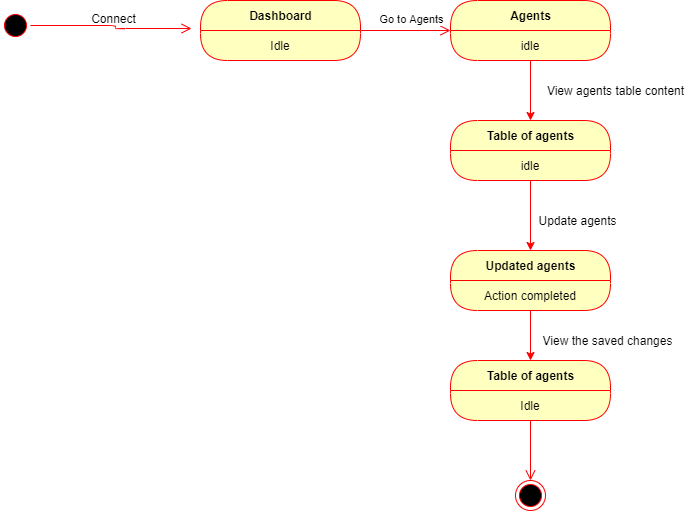 Connect
Dashboard
Idle
Go to Agents
Agents
idle
View agents table content
Table of agents
idle
Update agents
Updated agents
Action completed
View the saved changes
Table of agents
Idle